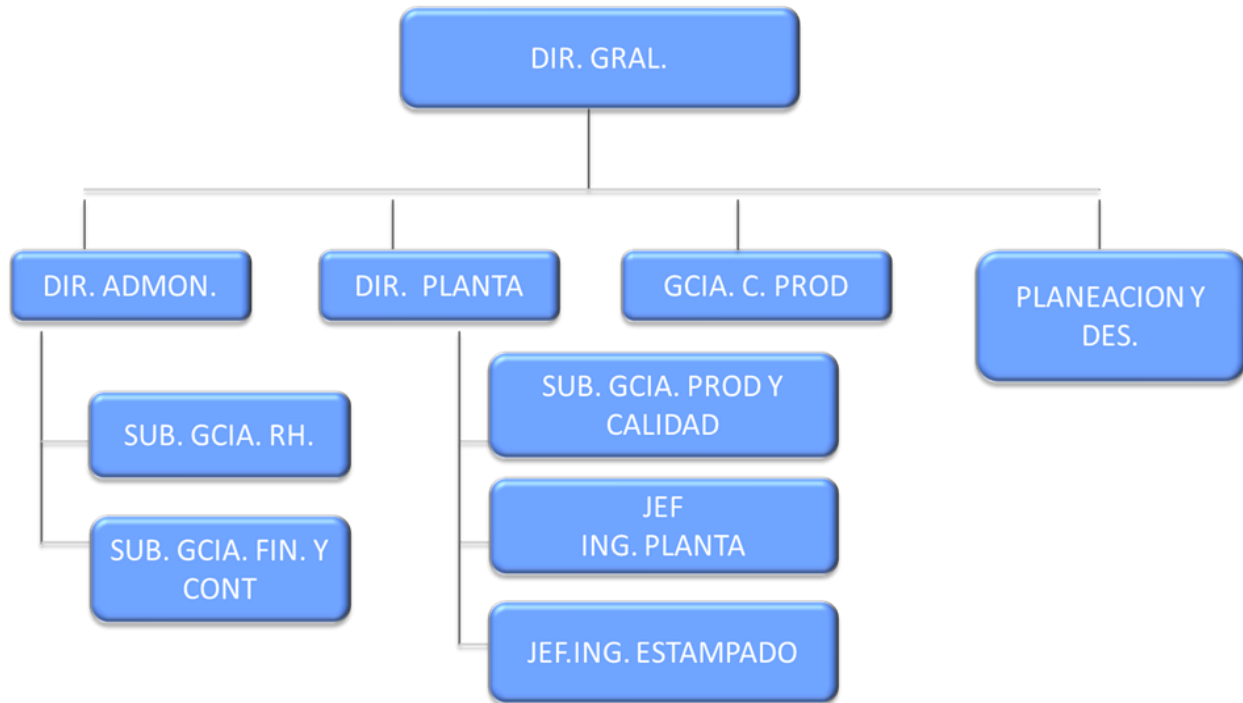 DIR. GRAL.
DIR. ADMON.
DIR. PLANTA
GCIA. C. PROD
PLANEACION Y
DES.
SUB. GCIA. RH.
SUB. GCIA. FIN. Y
CONT
SUB. GCIA. PROD Y
CALIDAD
JEF
ING. PLANTA
JEF.ING. ESTAMPADO